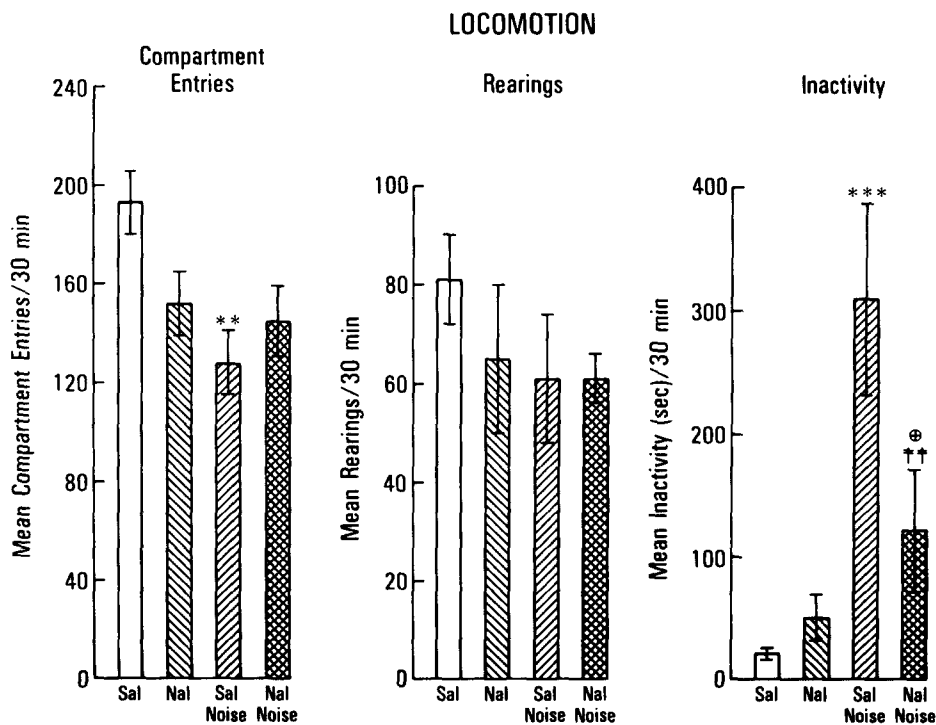 LOCOMOTION
Compartment
Entries
Mean Compartment Entries/30 min
240
200
160
120
80
40
0
**
Sal
Nal
Sal
Noise
Nal
Noise
Rearings
Mean Rearings/30 min
100
80
60
40
20
0
Sal
Nal
Sal
Noise
Nal
Noise
Inactivity
Mean Inactivity (sec)/30 min
400
300
200
100
0
***
⊕
††
Sal
Nal
Sal
Noise
Nal
Noise